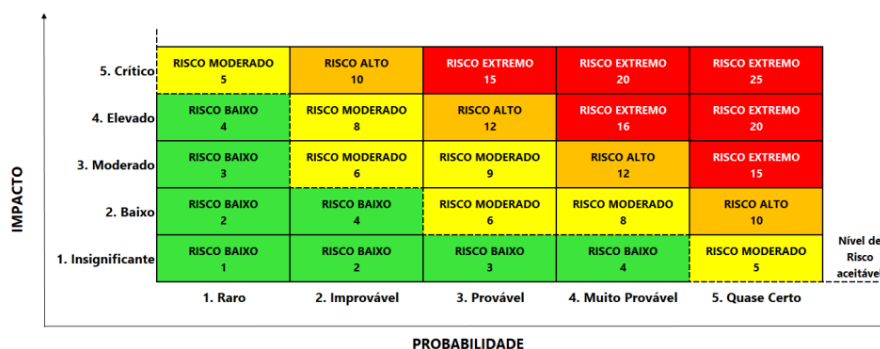 IMPACTO
5. Crítico
RISCO MODERADO
5
RISCO ALTO
10
RISCO EXTREMO
15
RISCO EXTREMO
20
RISCO EXTREMO
25
4. Elevado
RISCO BAIXO
4
RISCO MODERADO
8
RISCO ALTO
12
RISCO EXTREMO
16
RISCO EXTREMO
20
3. Moderado
RISCO BAIXO
3
RISCO MODERADO
6
RISCO MODERADO
9
RISCO ALTO
12
RISCO EXTREMO
15
2. Baixo
RISCO BAIXO
2
RISCO BAIXO
4
RISCO MODERADO
6
RISCO MODERADO
8
RISCO ALTO
10
1. Insignificante
RISCO BAIXO
1
RISCO BAIXO
2
RISCO BAIXO
3
RISCO BAIXO
4
RISCO MODERADO
5
Nível de
Risco
aceitável
1. Raro
2. Improvável
3. Provável
4. Muito Provável
5. Quase Certo
PROBABILIDADE